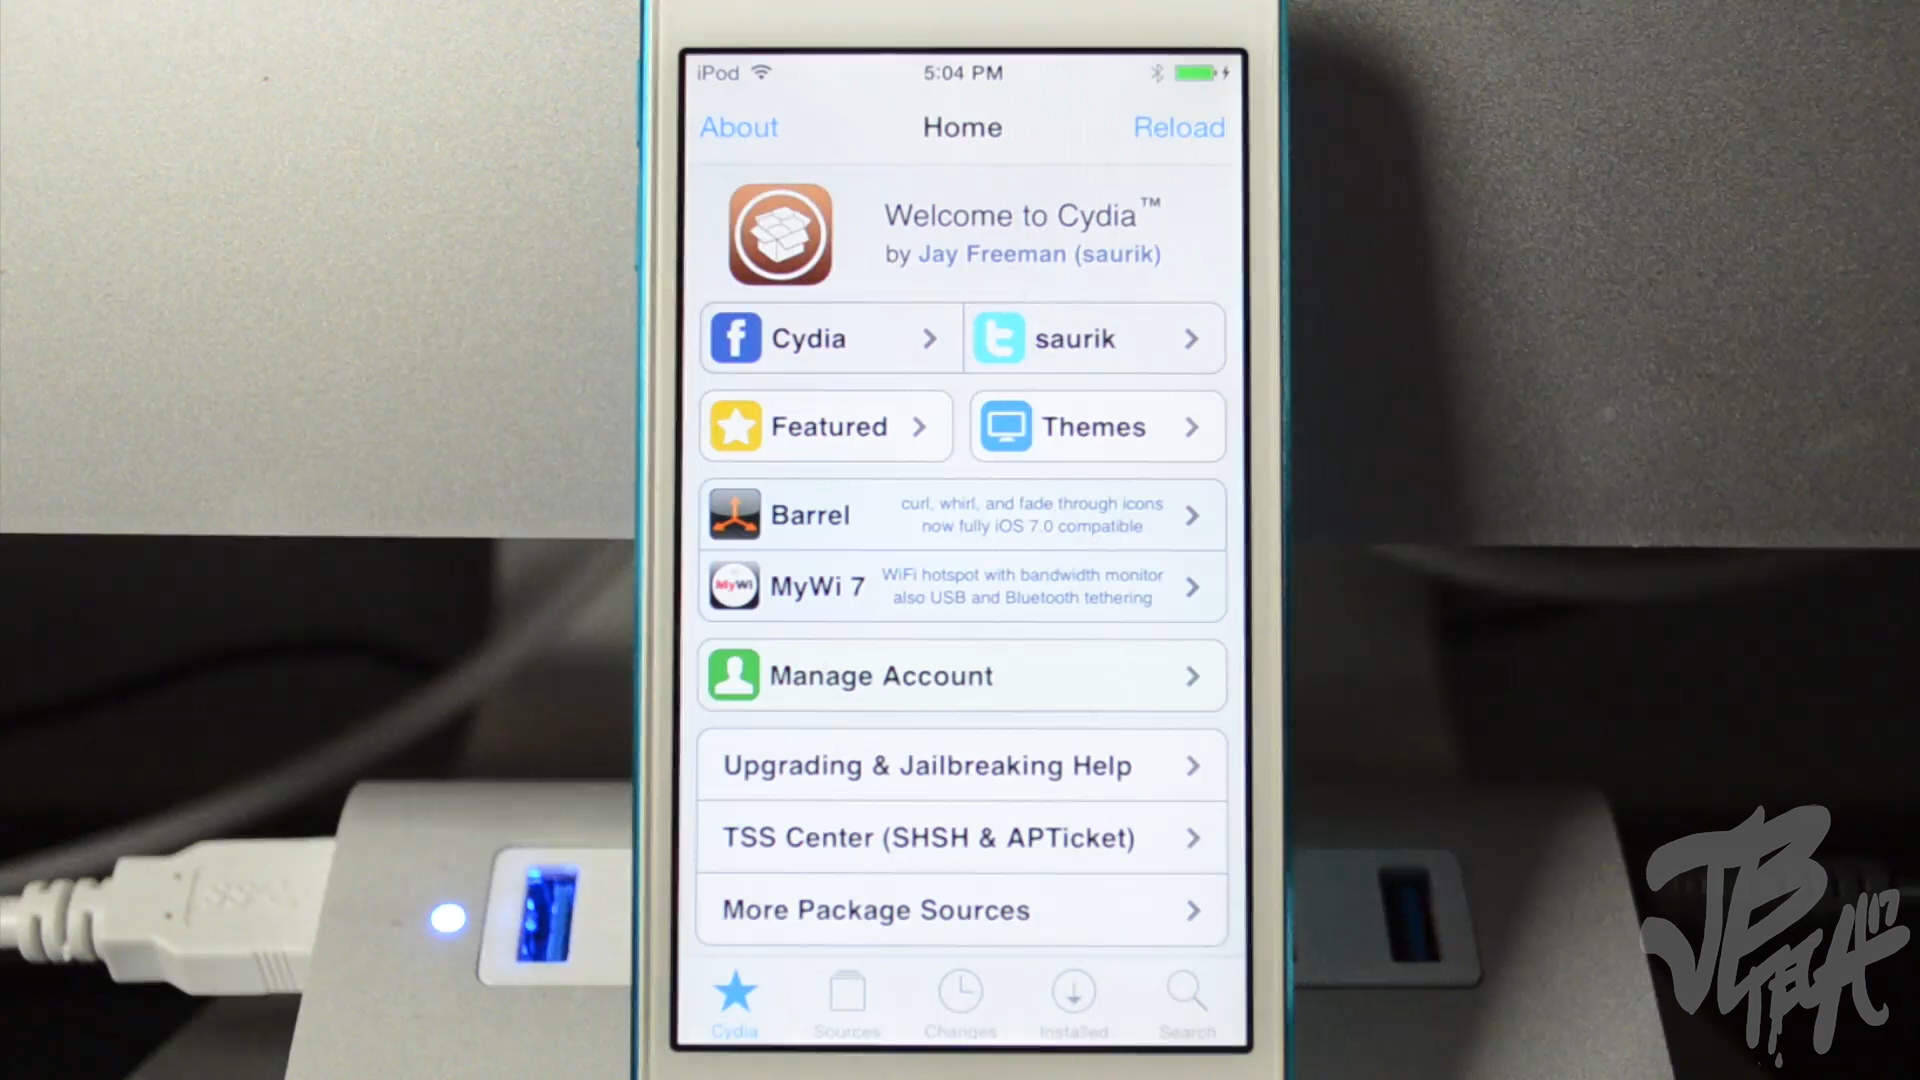 iPod 5:04 PM
About Home Reload
Welcome to Cydia™
by Jay Freeman (saurik)
Cydia
saurik
Featured
Themes
Barrel
curl, whirl, and fade through icons
now fully iOS 7.0 compatible
MyWi
MyWi 7
WiFi hotspot with bandwidth monitor
also USB and Bluetooth tethering
Manage Account
Upgrading & Jailbreaking Help
TSS Center (SHSH & APTicket)
More Package Sources
Cydia Sources Changes Installed Search
JB